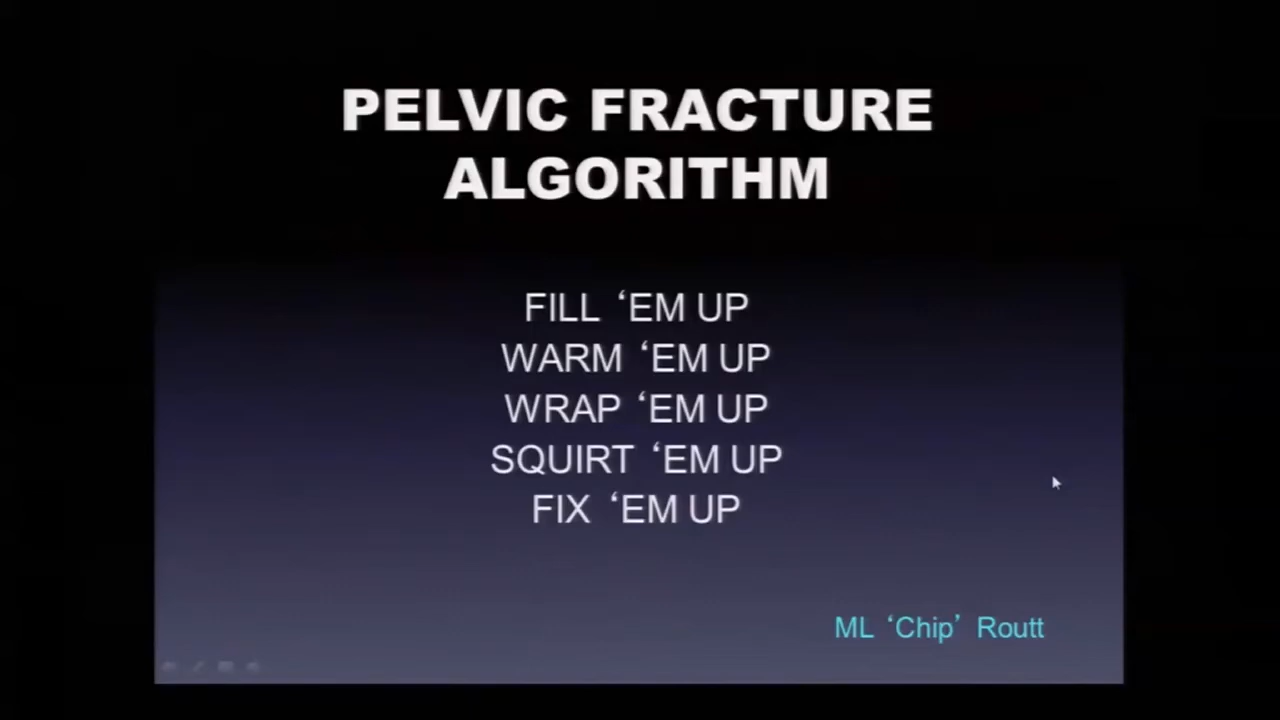 PELVIC FRACTURE
ALGORITHM
FILL ‘EM UP
WARM ‘EM UP
WRAP ‘EM UP
SQUIRT ‘EM UP
FIX ‘EM UP
ML ‘Chip’ Routt